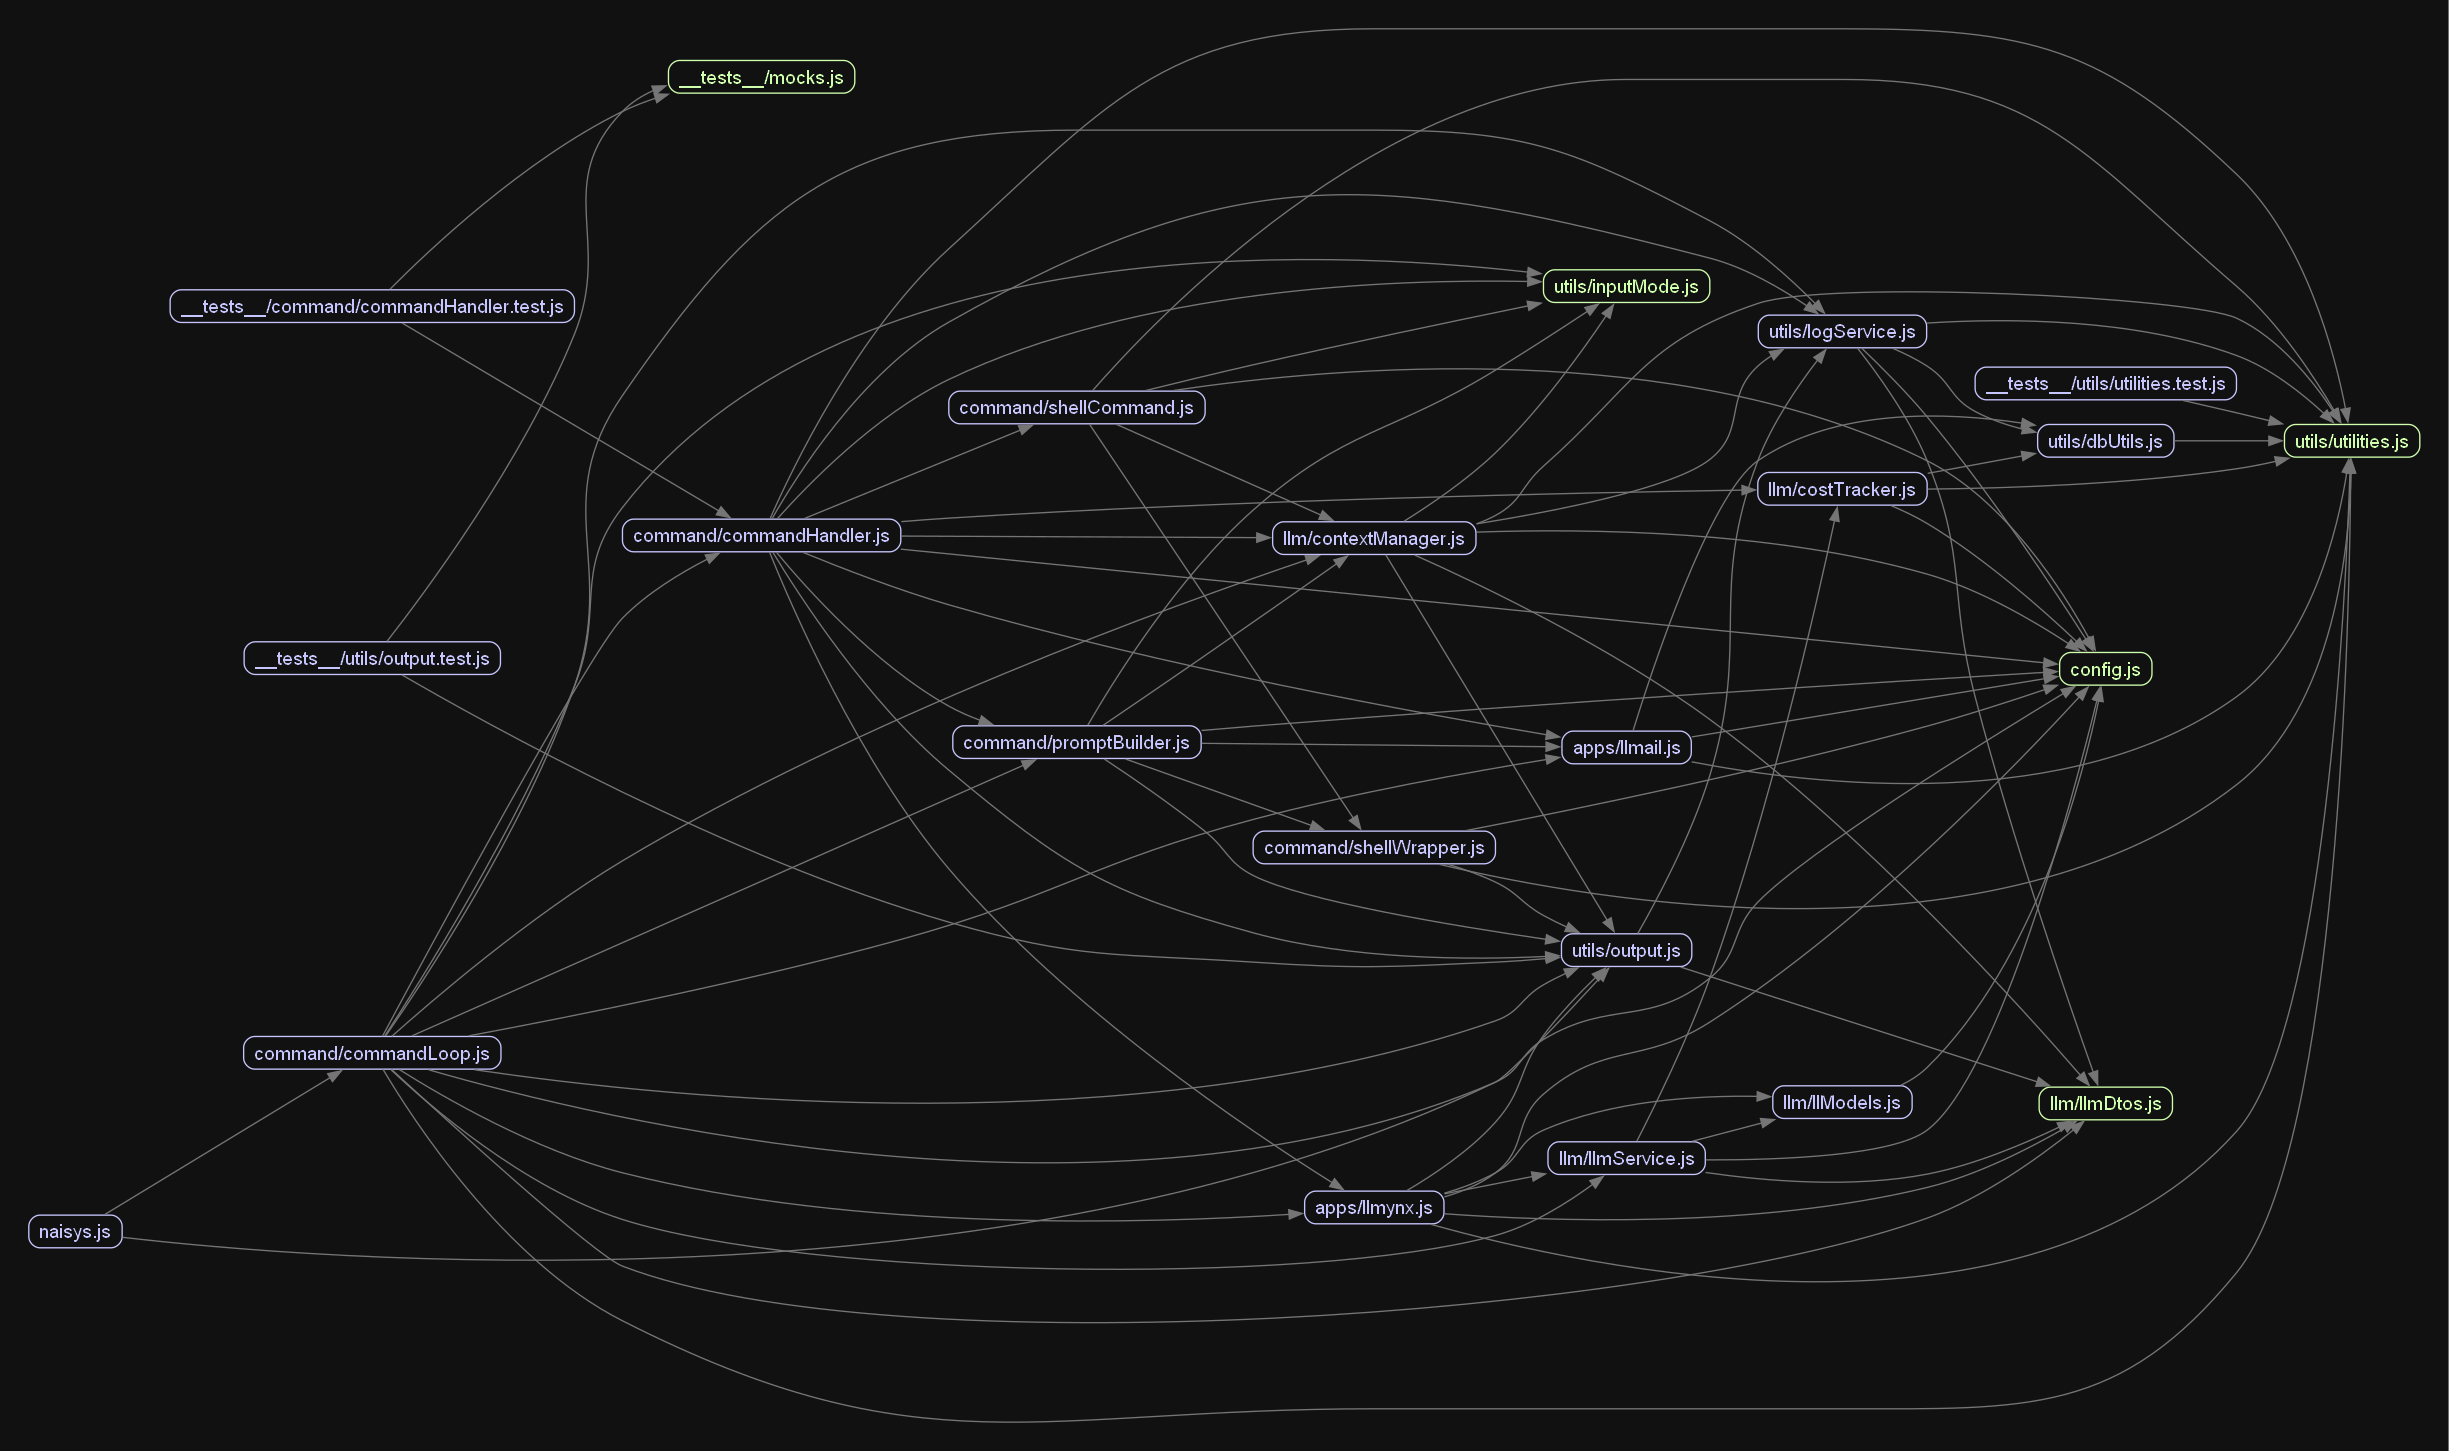 __tests__/mocks.js
utils/inputMode.js
__tests__/command/commandHandler.test.js
utils/logService.js
__tests__/utils/utilities.test.js
command/shellCommand.js
utils/dbUtils.js
utils/utilities.js
llm/costTracker.js
command/commandHandler.js
llm/contextManager.js
__tests__/utils/output.test.js
config.js
command/promptBuilder.js
apps/llmail.js
command/shellWrapper.js
utils/output.js
command/commandLoop.js
llm/llModels.js
llm/llmDtos.js
llm/llmService.js
apps/llmynx.js
naisys.js